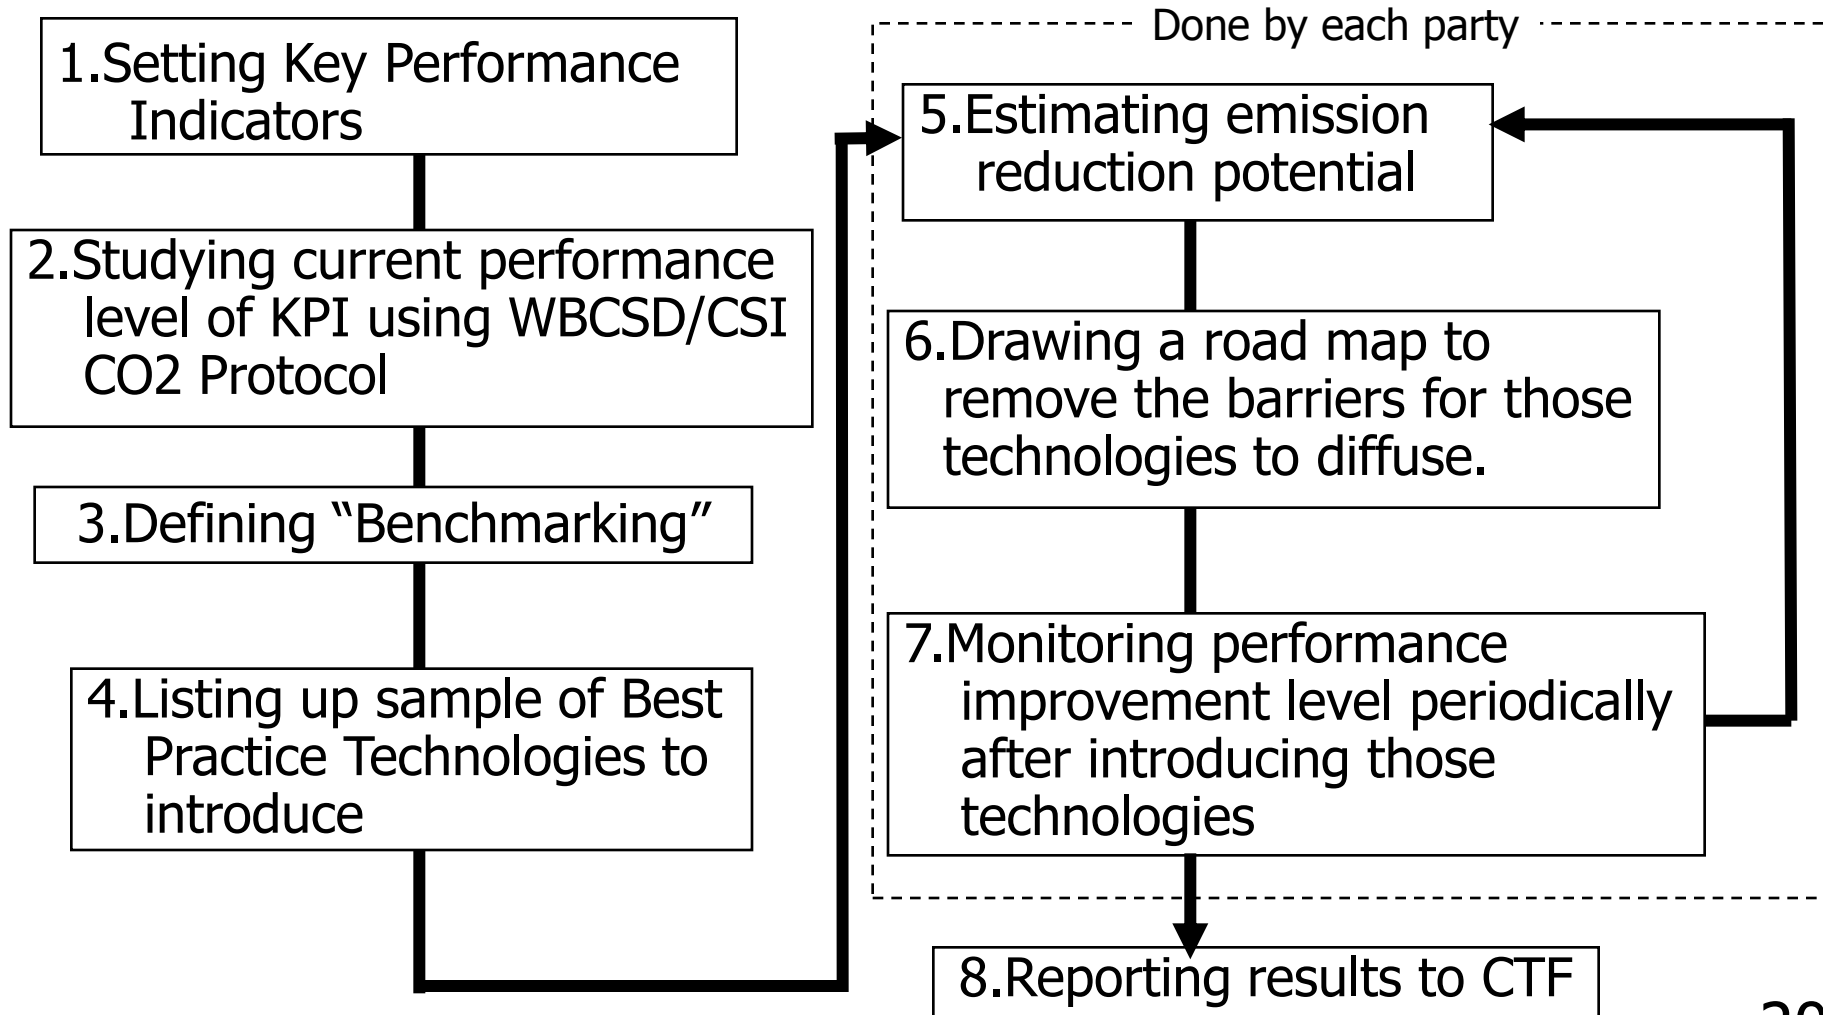 1.Setting Key Performance
Indicators
2.Studying current performance
level of KPI using WBCSD/CSI
CO2 Protocol
3.Defining “Benchmarking”
4.Listing up sample of Best
Practice Technologies to
introduce
Done by each party
5.Estimating emission
reduction potential
6.Drawing a road map to
remove the barriers for those
technologies to diffuse.
7.Monitoring performance
improvement level periodically
after introducing those
technologies
8.Reporting results to CTF